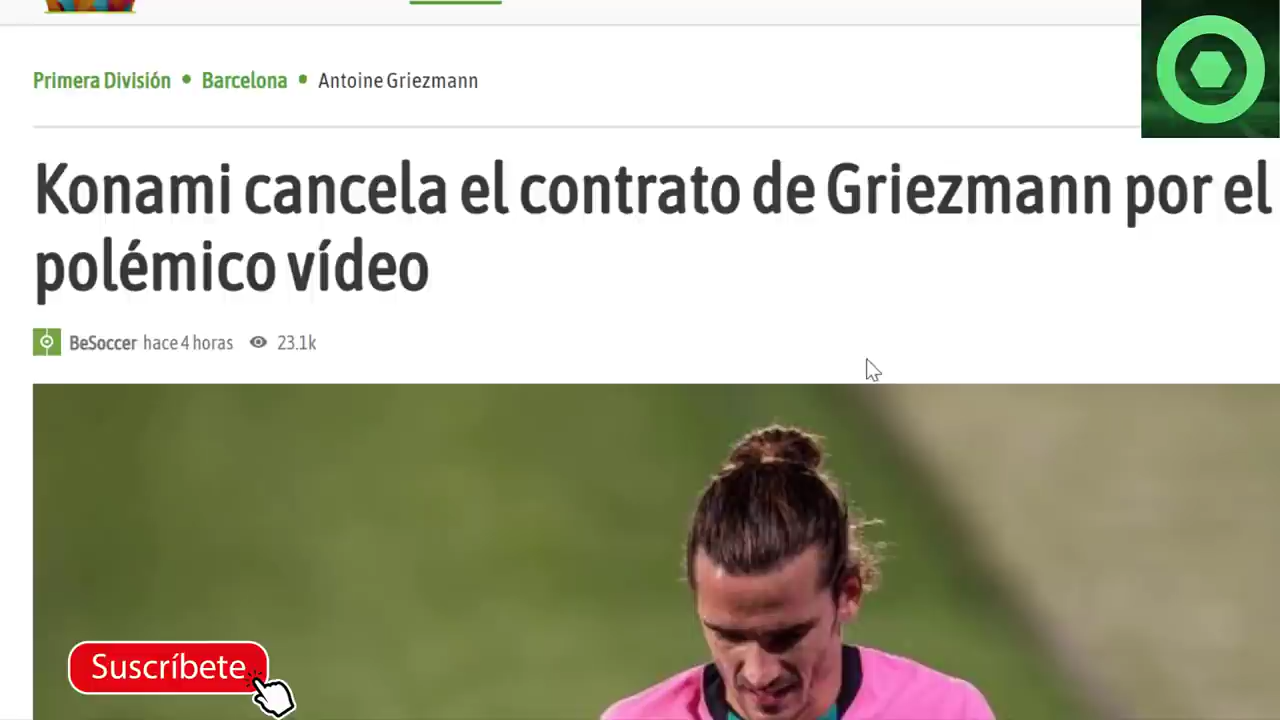 Primera División • Barcelona • Antoine Griezmann
Konami cancela el contrato de Griezmann por el
polémico vídeo
BeSoccer hace 4 horas 23.1k
Suscríbete